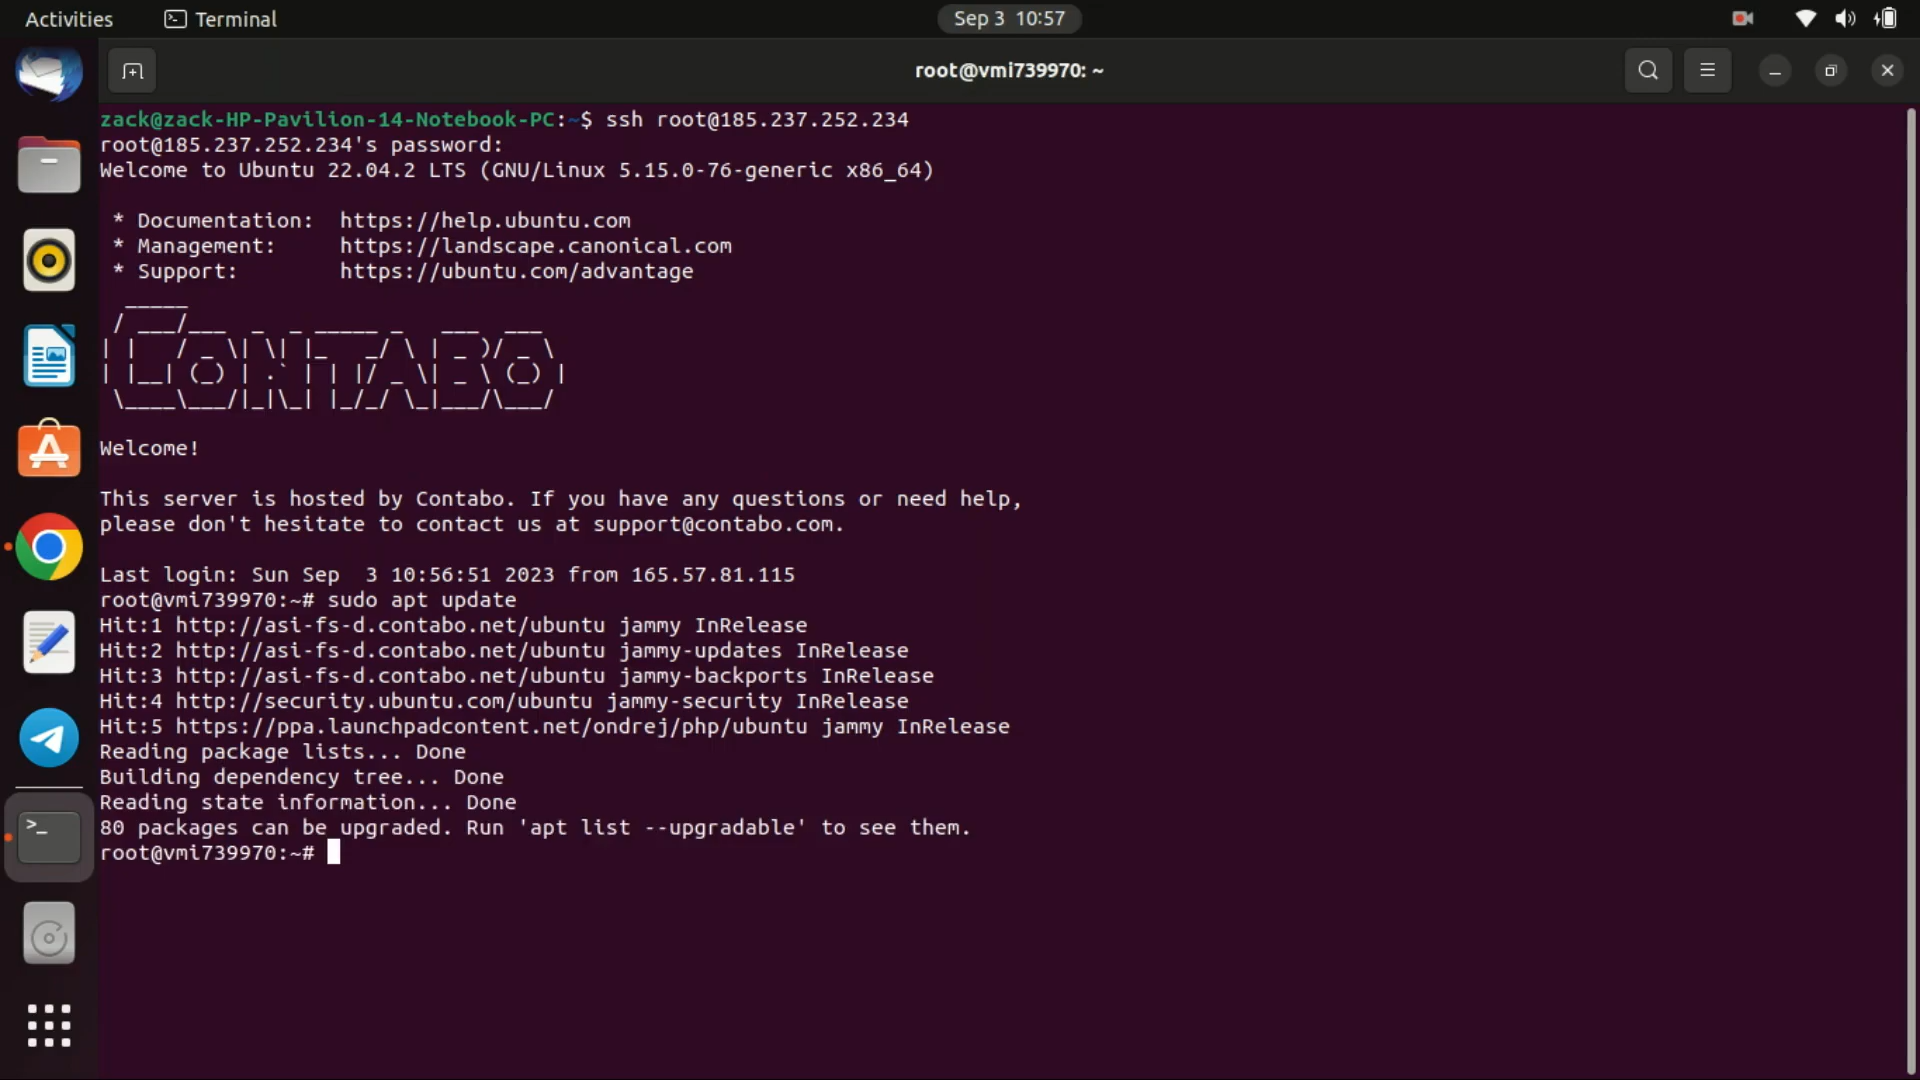 Activities Terminal Sep 3 10:57
root@vmi739970: ~
zack@zack-HP-Pavilion-14-Notebook-PC:~$ ssh root@185.237.252.234
root@185.237.252.234's password:
Welcome to Ubuntu 22.04.2 LTS (GNU/Linux 5.15.0-76-generic x86_64)
* Documentation: https://help.ubuntu.com
* Management: https://landscape.canonical.com
* Support: https://ubuntu.com/advantage
CONTABO
Welcome!
This server is hosted by Contabo. If you have any questions or need help,
please don't hesitate to contact us at support@contabo.com.
Last login: Sun Sep  3 10:56:51 2023 from 165.57.81.115
root@vmi739970:~# sudo apt update
Hit:1 http://asi-fs-d.contabo.net/ubuntu jammy InRelease
Hit:2 http://asi-fs-d.contabo.net/ubuntu jammy-updates InRelease
Hit:3 http://asi-fs-d.contabo.net/ubuntu jammy-backports InRelease
Hit:4 http://security.ubuntu.com/ubuntu jammy-security InRelease
Hit:5 https://ppa.launchpadcontent.net/ondrej/php/ubuntu jammy InRelease
Reading package lists... Done
Building dependency tree... Done
Reading state information... Done
80 packages can be upgraded. Run 'apt list --upgradable' to see them.
root@vmi739970:~#